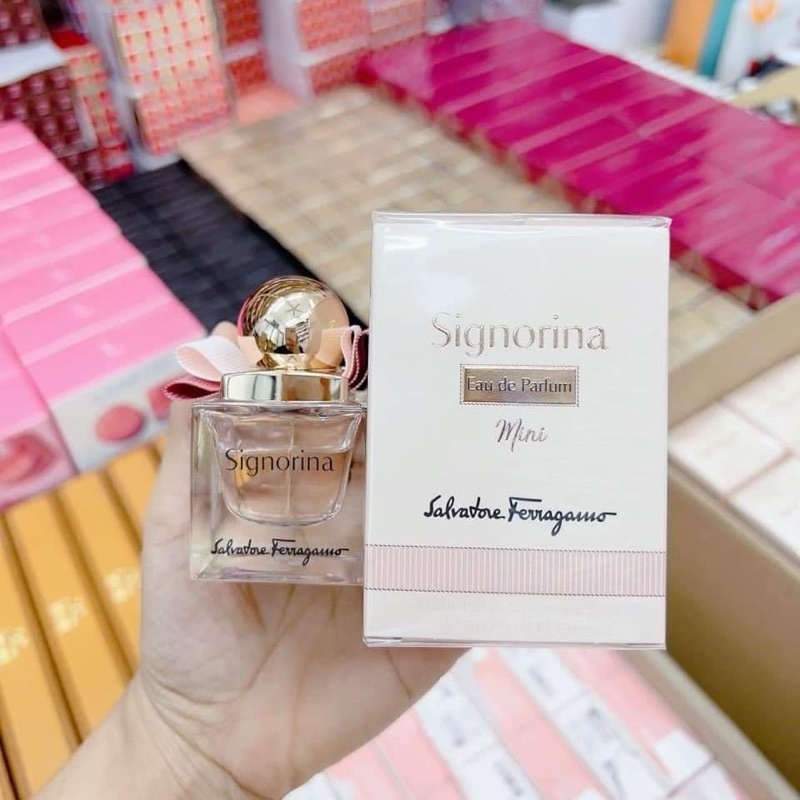 Signorina
Eau de Parfum
Mini
Salvatore Ferragamo
Signorina
Salvatore Ferragamo